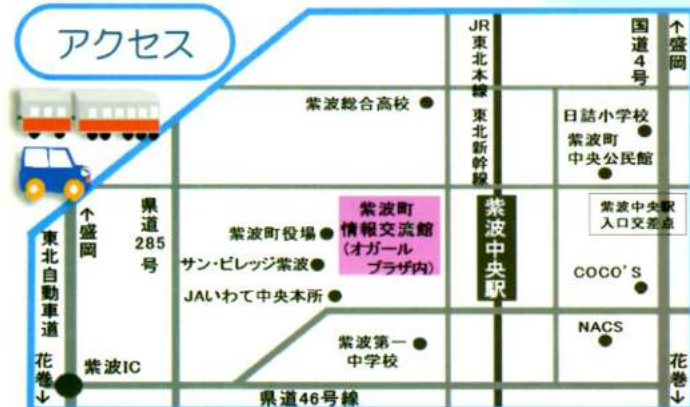 アクセス
JR東北本線
東北新幹線
国道4号
↑盛岡
紫波総合高校
日詰小学校
紫波町
中央公民館
↑盛岡
東北自動車道
県道285号
紫波町役場
サン・ビレッジ紫波
JAいわて中央本所
紫波町
情報交流館
(オガール
プラザ内)
紫波中央駅
紫波中央駅
入口交差点
COCO'S
NACS
紫波第一
中学校
花巻↓
紫波IC
県道46号線
花巻↓